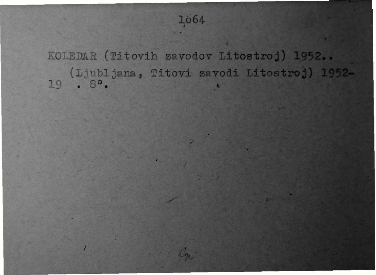 1064
KOLEDAR (Titovih zavodov Litostroj) 1952..
(Ljubljana, Titovi zavodi Litostroj) 1952-
19 . 8°.